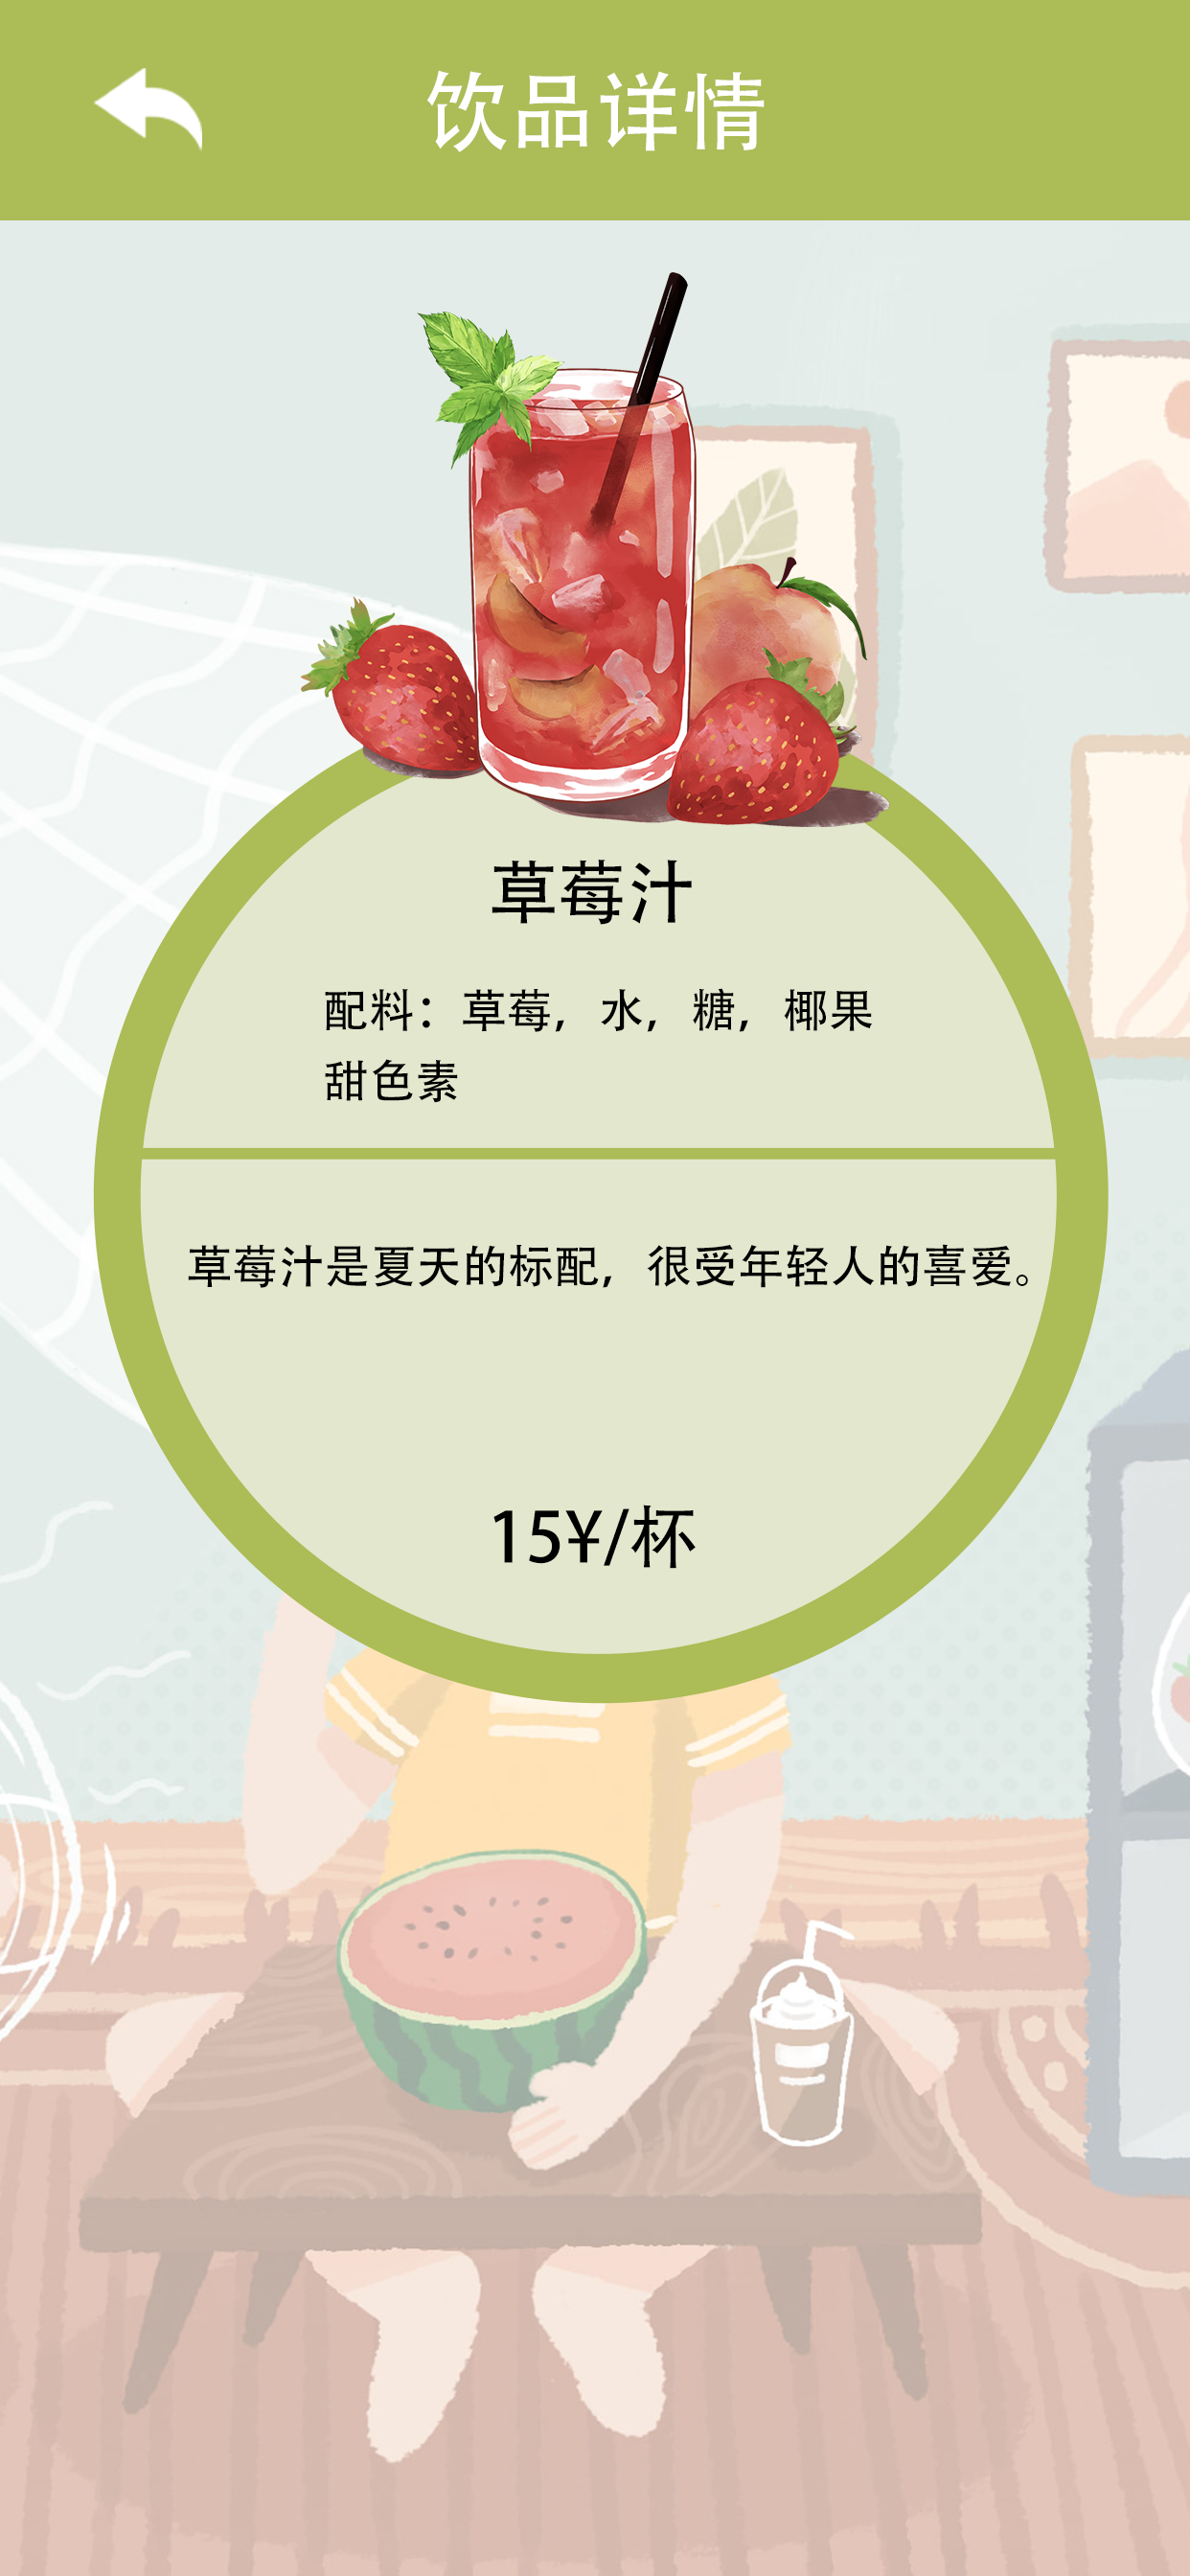 饮品详情
草莓汁
配料：草莓，水，糖，椰果
甜色素
草莓汁是夏天的标配，很受年轻人的喜爱。
15¥/杯